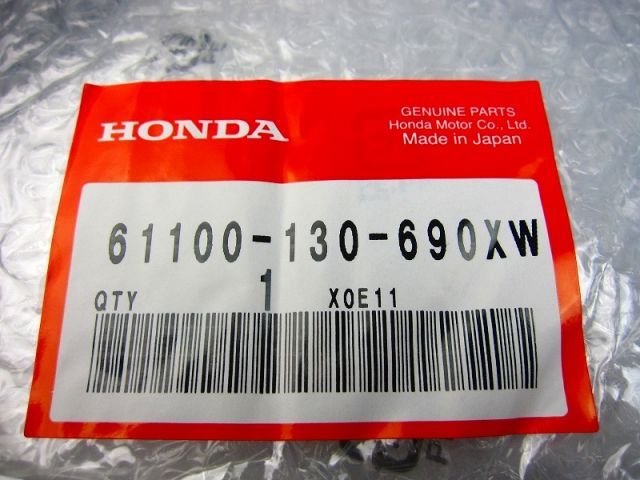 HONDA
GENUINE PARTS
Honda Motor Co., Ltd.
Made in Japan
61100-130-690XW
QTY 1 X0E11